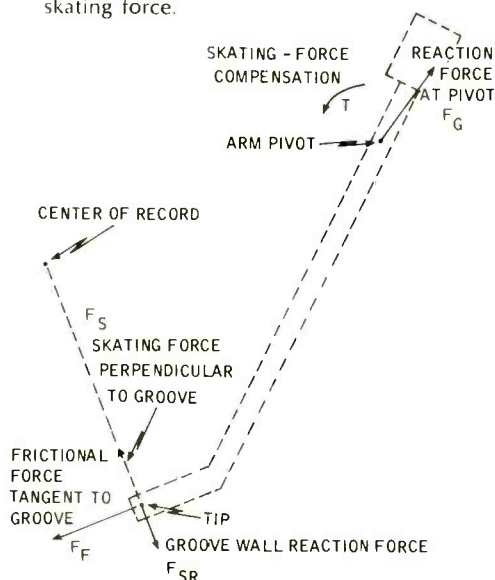 skating force.
SKATING - FORCE
COMPENSATION
T
REACTION
FORCE
AT PIVOT
F_G
ARM PIVOT
CENTER OF RECORD
F_S
SKATING FORCE
PERPENDICULAR
TO GROOVE
FRICTIONAL
FORCE
TANGENT TO
GROOVE
F_F
TIP
GROOVE WALL REACTION FORCE
F_SR